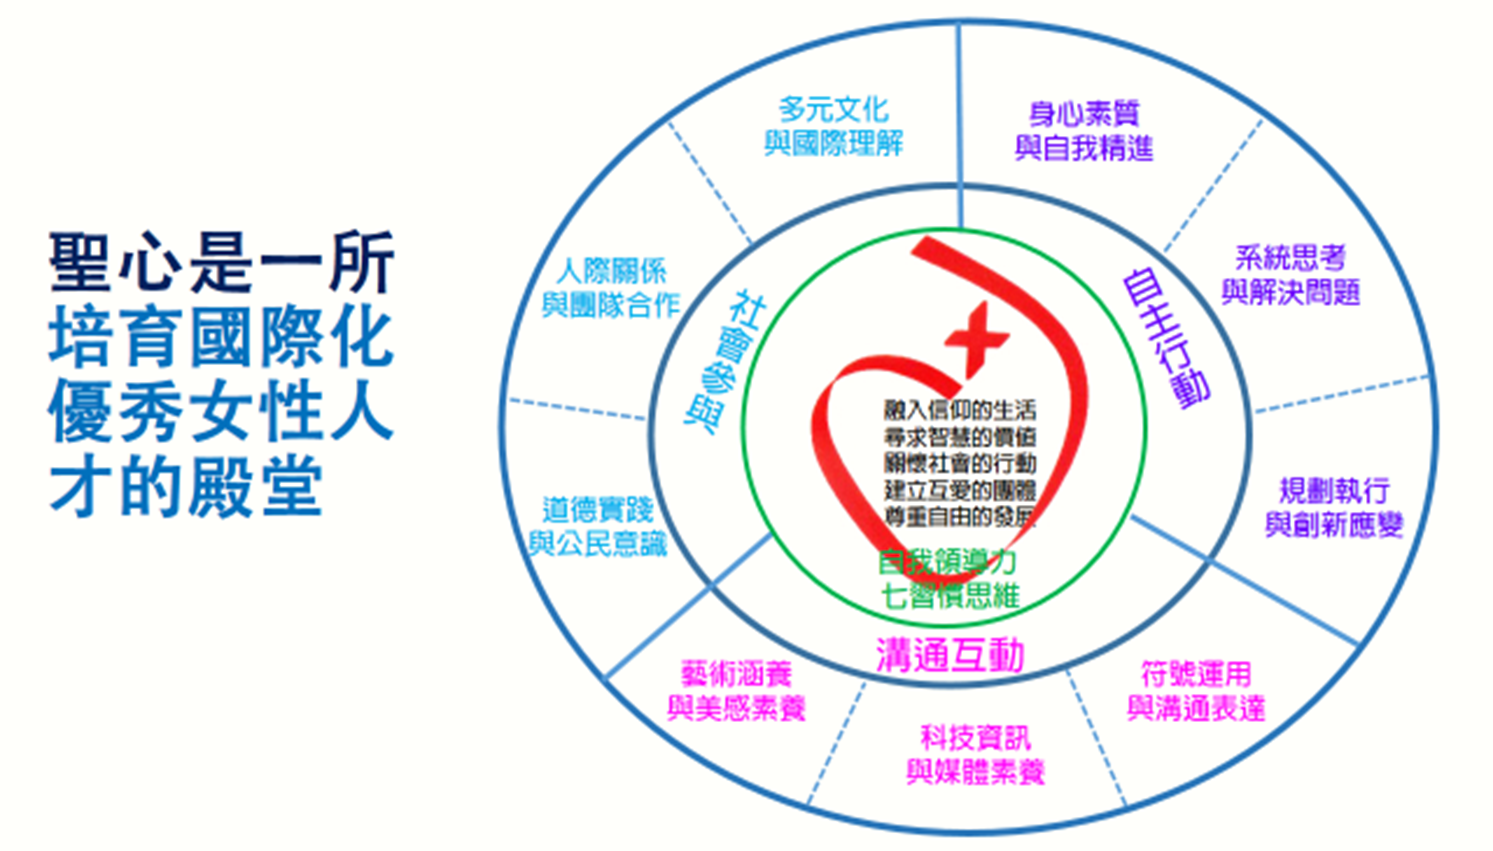 聖心是一所
培育國際化
優秀女性人
才的殿堂
多元文化
與國際理解
身心素質
與自我精進
人際關係
與團隊合作
系統思考
與解決問題
社會參與
自主行動
融入信仰的生活
尋求智慧的價值
關懷社會的行動
建立互愛的團體
尊重自由的發展
自我領導力
七習慣思維
道德實踐
與公民意識
規劃執行
與創新應變
溝通互動
藝術涵養
與美感素養
科技資訊
與媒體素養
符號運用
與溝通表達